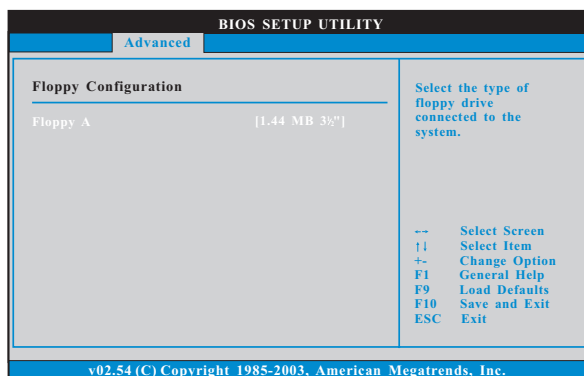 BIOS SETUP UTILITY
Advanced
Floppy Configuration
Floppy A [1.44 MB 3½"]
Select the type of
floppy drive
connected to the
system.
←→ Select Screen
↑↓ Select Item
+- Change Option
F1 General Help
F9 Load Defaults
F10 Save and Exit
ESC Exit
v02.54 (C) Copyright 1985-2003, American Megatrends, Inc.